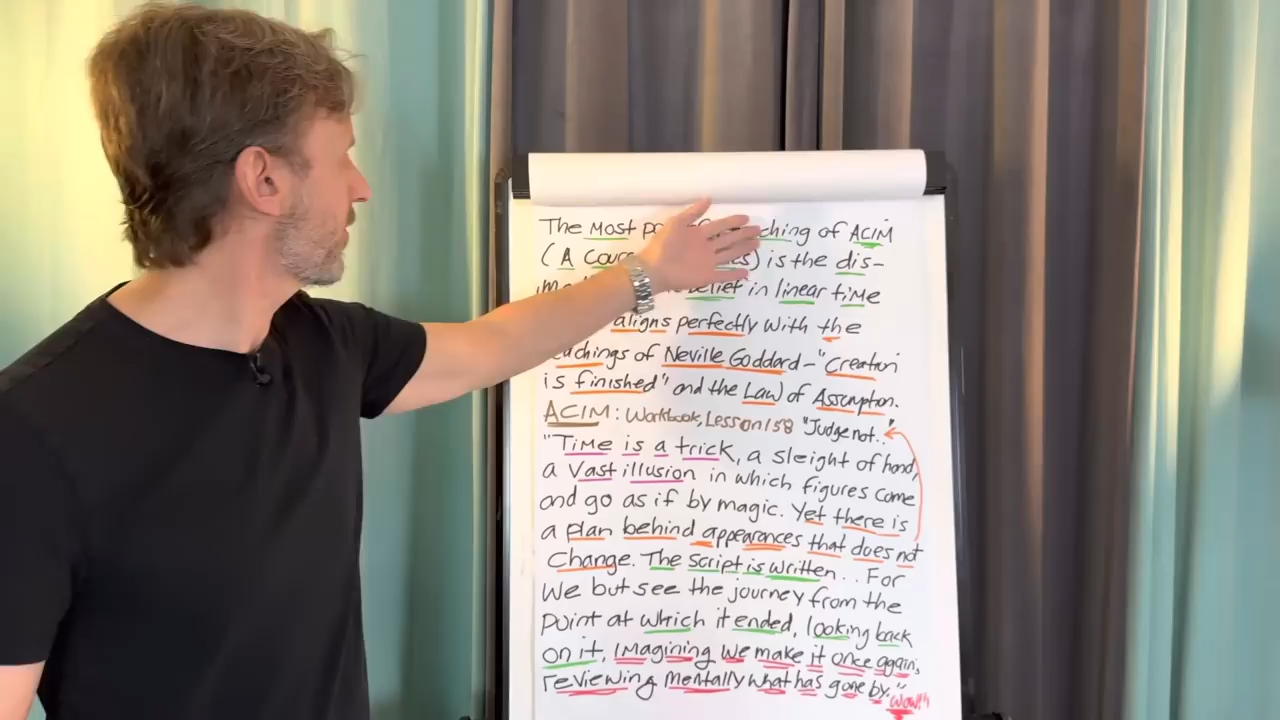 The Most ching of ACIM
(A is the dis-
in linear time
aligns perfectly with the
of Neville Goddard - "Creation
is finished" and the Law of Assumption.
ACIM: Workbook, Lesson 158 "Judge not.."
"Time is a trick, a sleight of hand,
a vast illusion in which figures come
and go as if by magic. Yet there is
a plan behind appearances that does not
Change. The script is written... For
we but see the journey from the
point at which it ended, looking back
on it, imagining we make it once again,
reviewing mentally what has gone by."
WOW!!